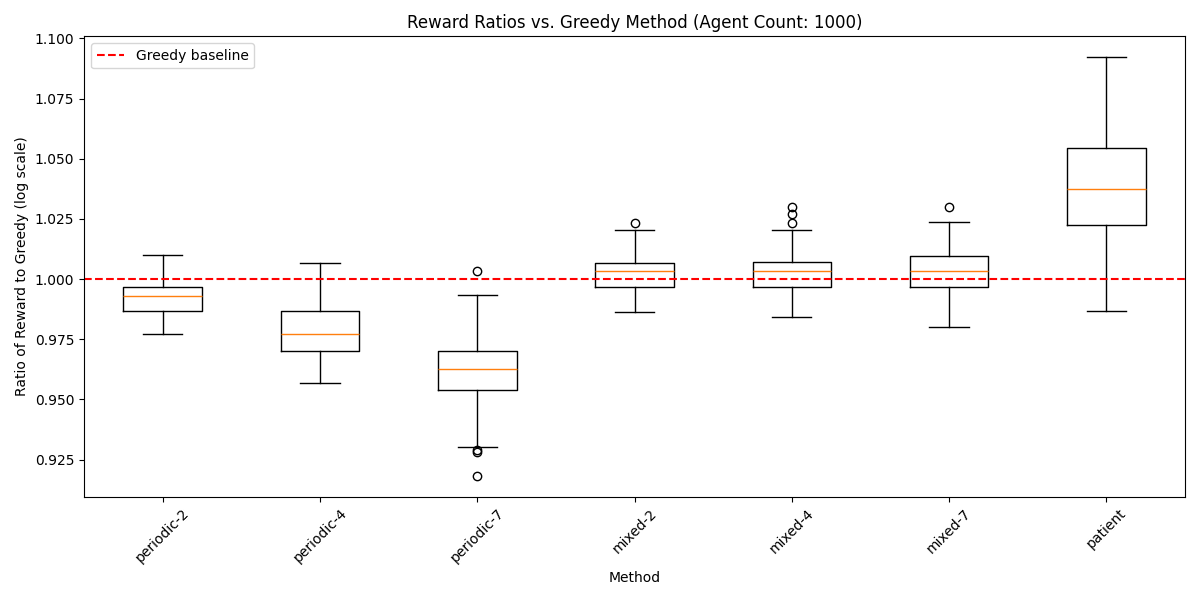 Reward Ratios vs. Greedy Method (Agent Count: 1000)
Greedy baseline
Ratio of Reward to Greedy (log scale)
1.100
1.075
1.050
1.025
1.000
0.975
0.950
0.925
periodic-2
periodic-4
periodic-7
mixed-2
mixed-4
mixed-7
patient
Method